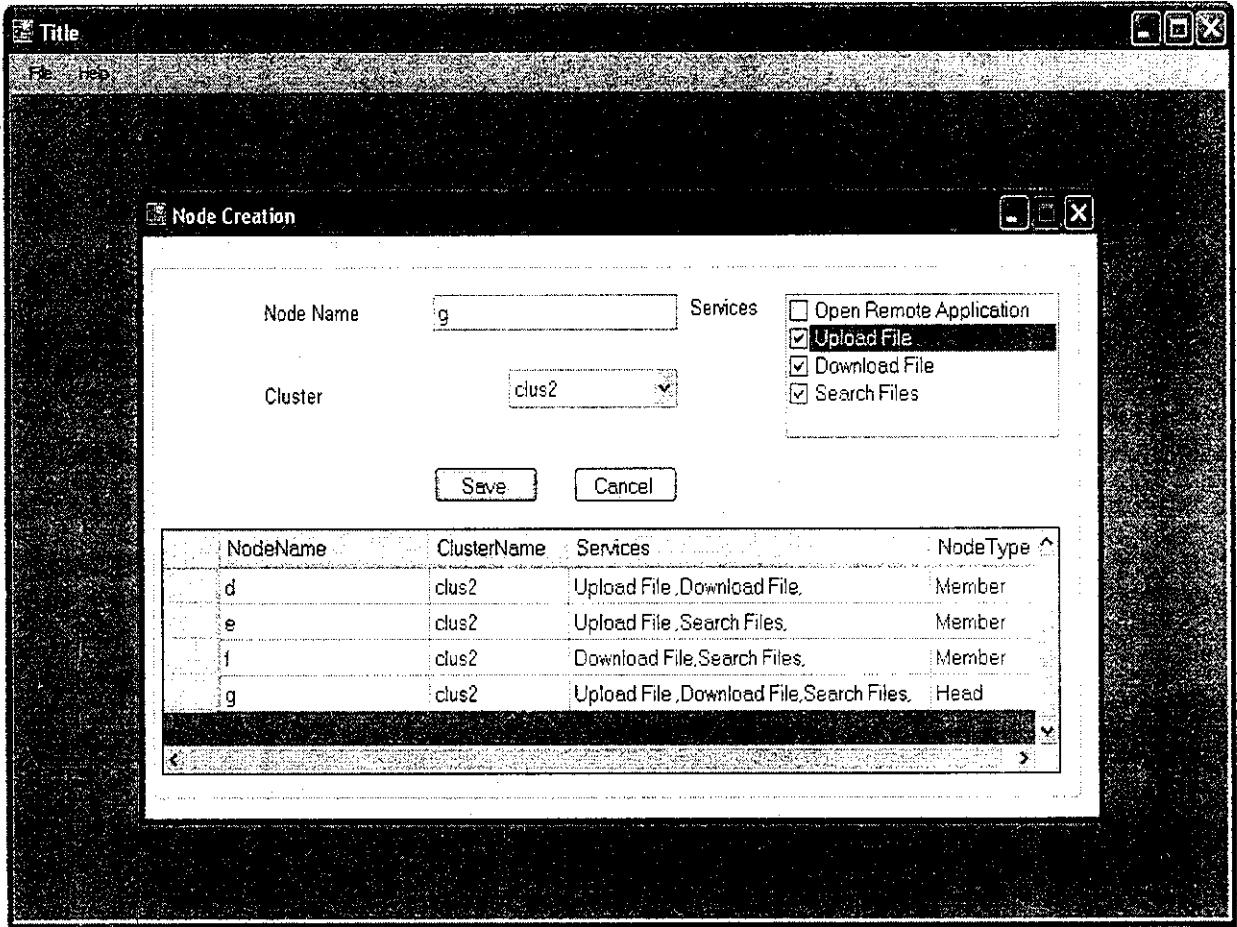 Title
File Help
Node Creation
Node Name g Services
Open Remote Application
Upload File
Download File
Search Files
Cluster clus2
Save Cancel
NodeName ClusterName Services NodeType
d clus2 Upload File ,Download File, Member
e clus2 Upload File ,Search Files, Member
f clus2 Download File,Search Files, Member
g clus2 Upload File ,Download File,Search Files, Head